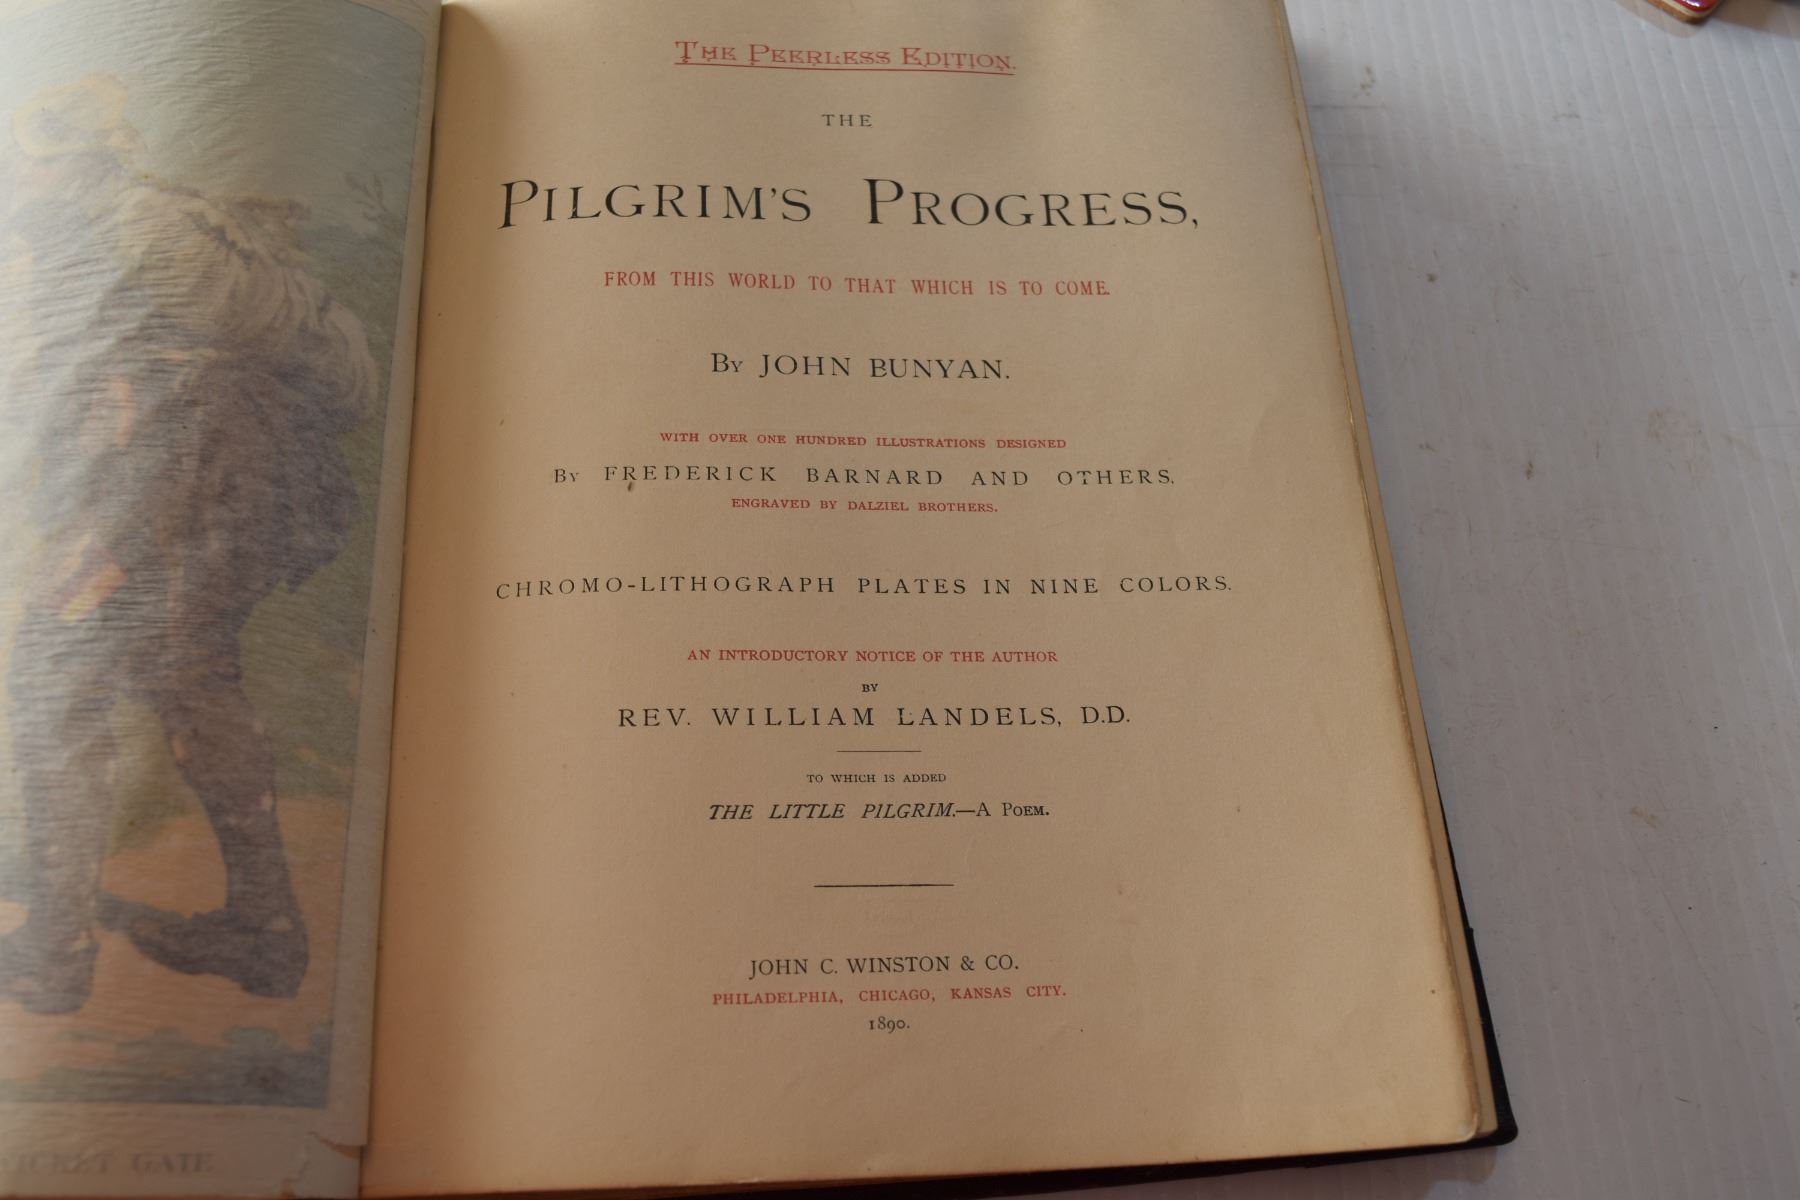 THE PEERLESS EDITION.
THE
PILGRIM'S PROGRESS,
FROM THIS WORLD TO THAT WHICH IS TO COME.
BY JOHN BUNYAN.
WITH OVER ONE HUNDRED ILLUSTRATIONS DESIGNED
BY FREDERICK BARNARD AND OTHERS.
ENGRAVED BY DALZIEL BROTHERS.
CHROMO-LITHOGRAPH PLATES IN NINE COLORS.
AN INTRODUCTORY NOTICE OF THE AUTHOR
BY
REV. WILLIAM LANDELS, D.D.
TO WHICH IS ADDED
THE LITTLE PILGRIM.—A POEM.
JOHN C. WINSTON & CO.
PHILADELPHIA, CHICAGO, KANSAS CITY.
1890.
GATE